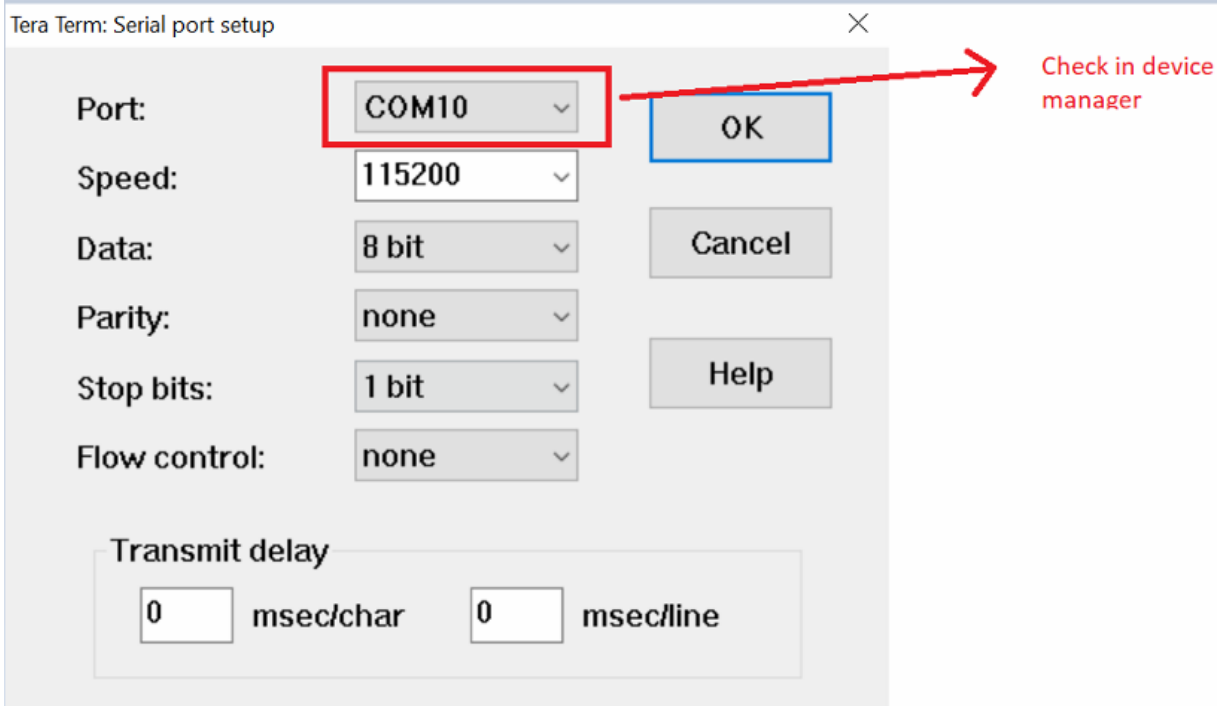 Tera Term: Serial port setup
Check in device
manager
Port:
COM10
OK
Speed:
115200
Data:
8 bit
Cancel
Parity:
none
Stop bits:
1 bit
Help
Flow control:
none
Transmit delay
0 msec/char 0 msec/line